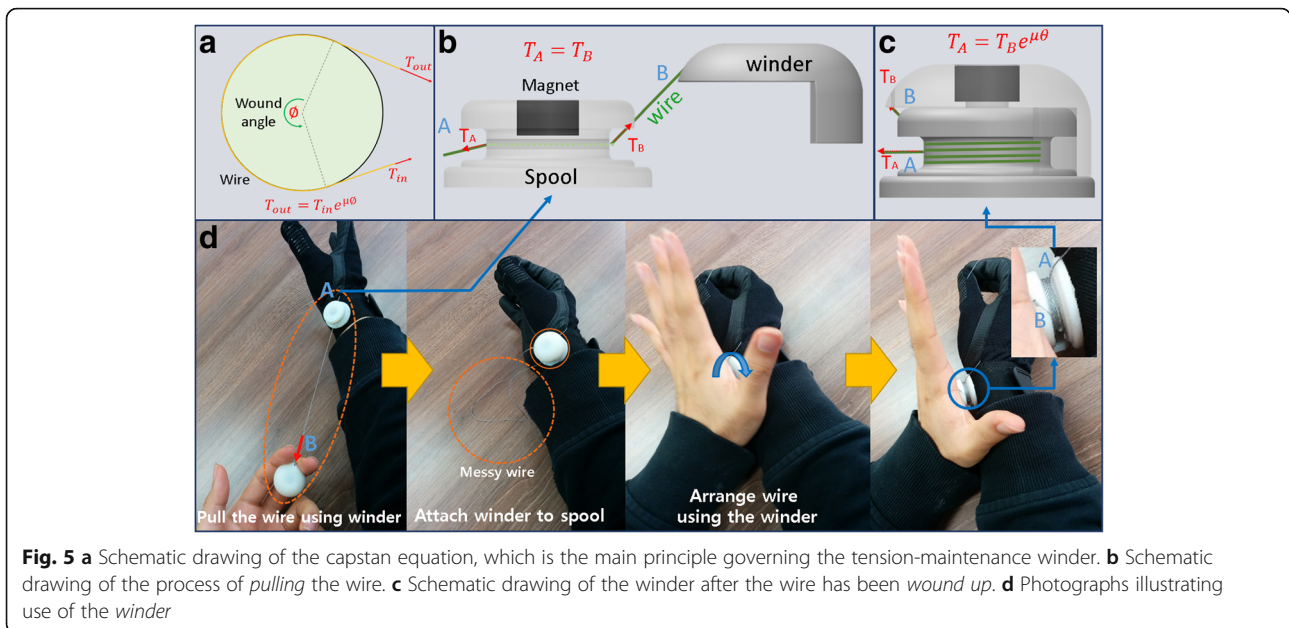 a
T_out
Wound
angle
Ø
T_in
Wire
T_out = T_in e^μØ
b
T_A = T_B
Magnet
B
winder
wire
A
T_A
T_B
Spool
c
T_A = T_B e^μθ
T_B
B
T_A
A
d
A
B
Pull the wire using winder
Messy wire
Attach winder to spool
Arrange wire
using the winder
A
B
Fig. 5 a Schematic drawing of the capstan equation, which is the main principle governing the tension-maintenance winder. b Schematic
drawing of the process of pulling the wire. c Schematic drawing of the winder after the wire has been wound up. d Photographs illustrating
use of the winder